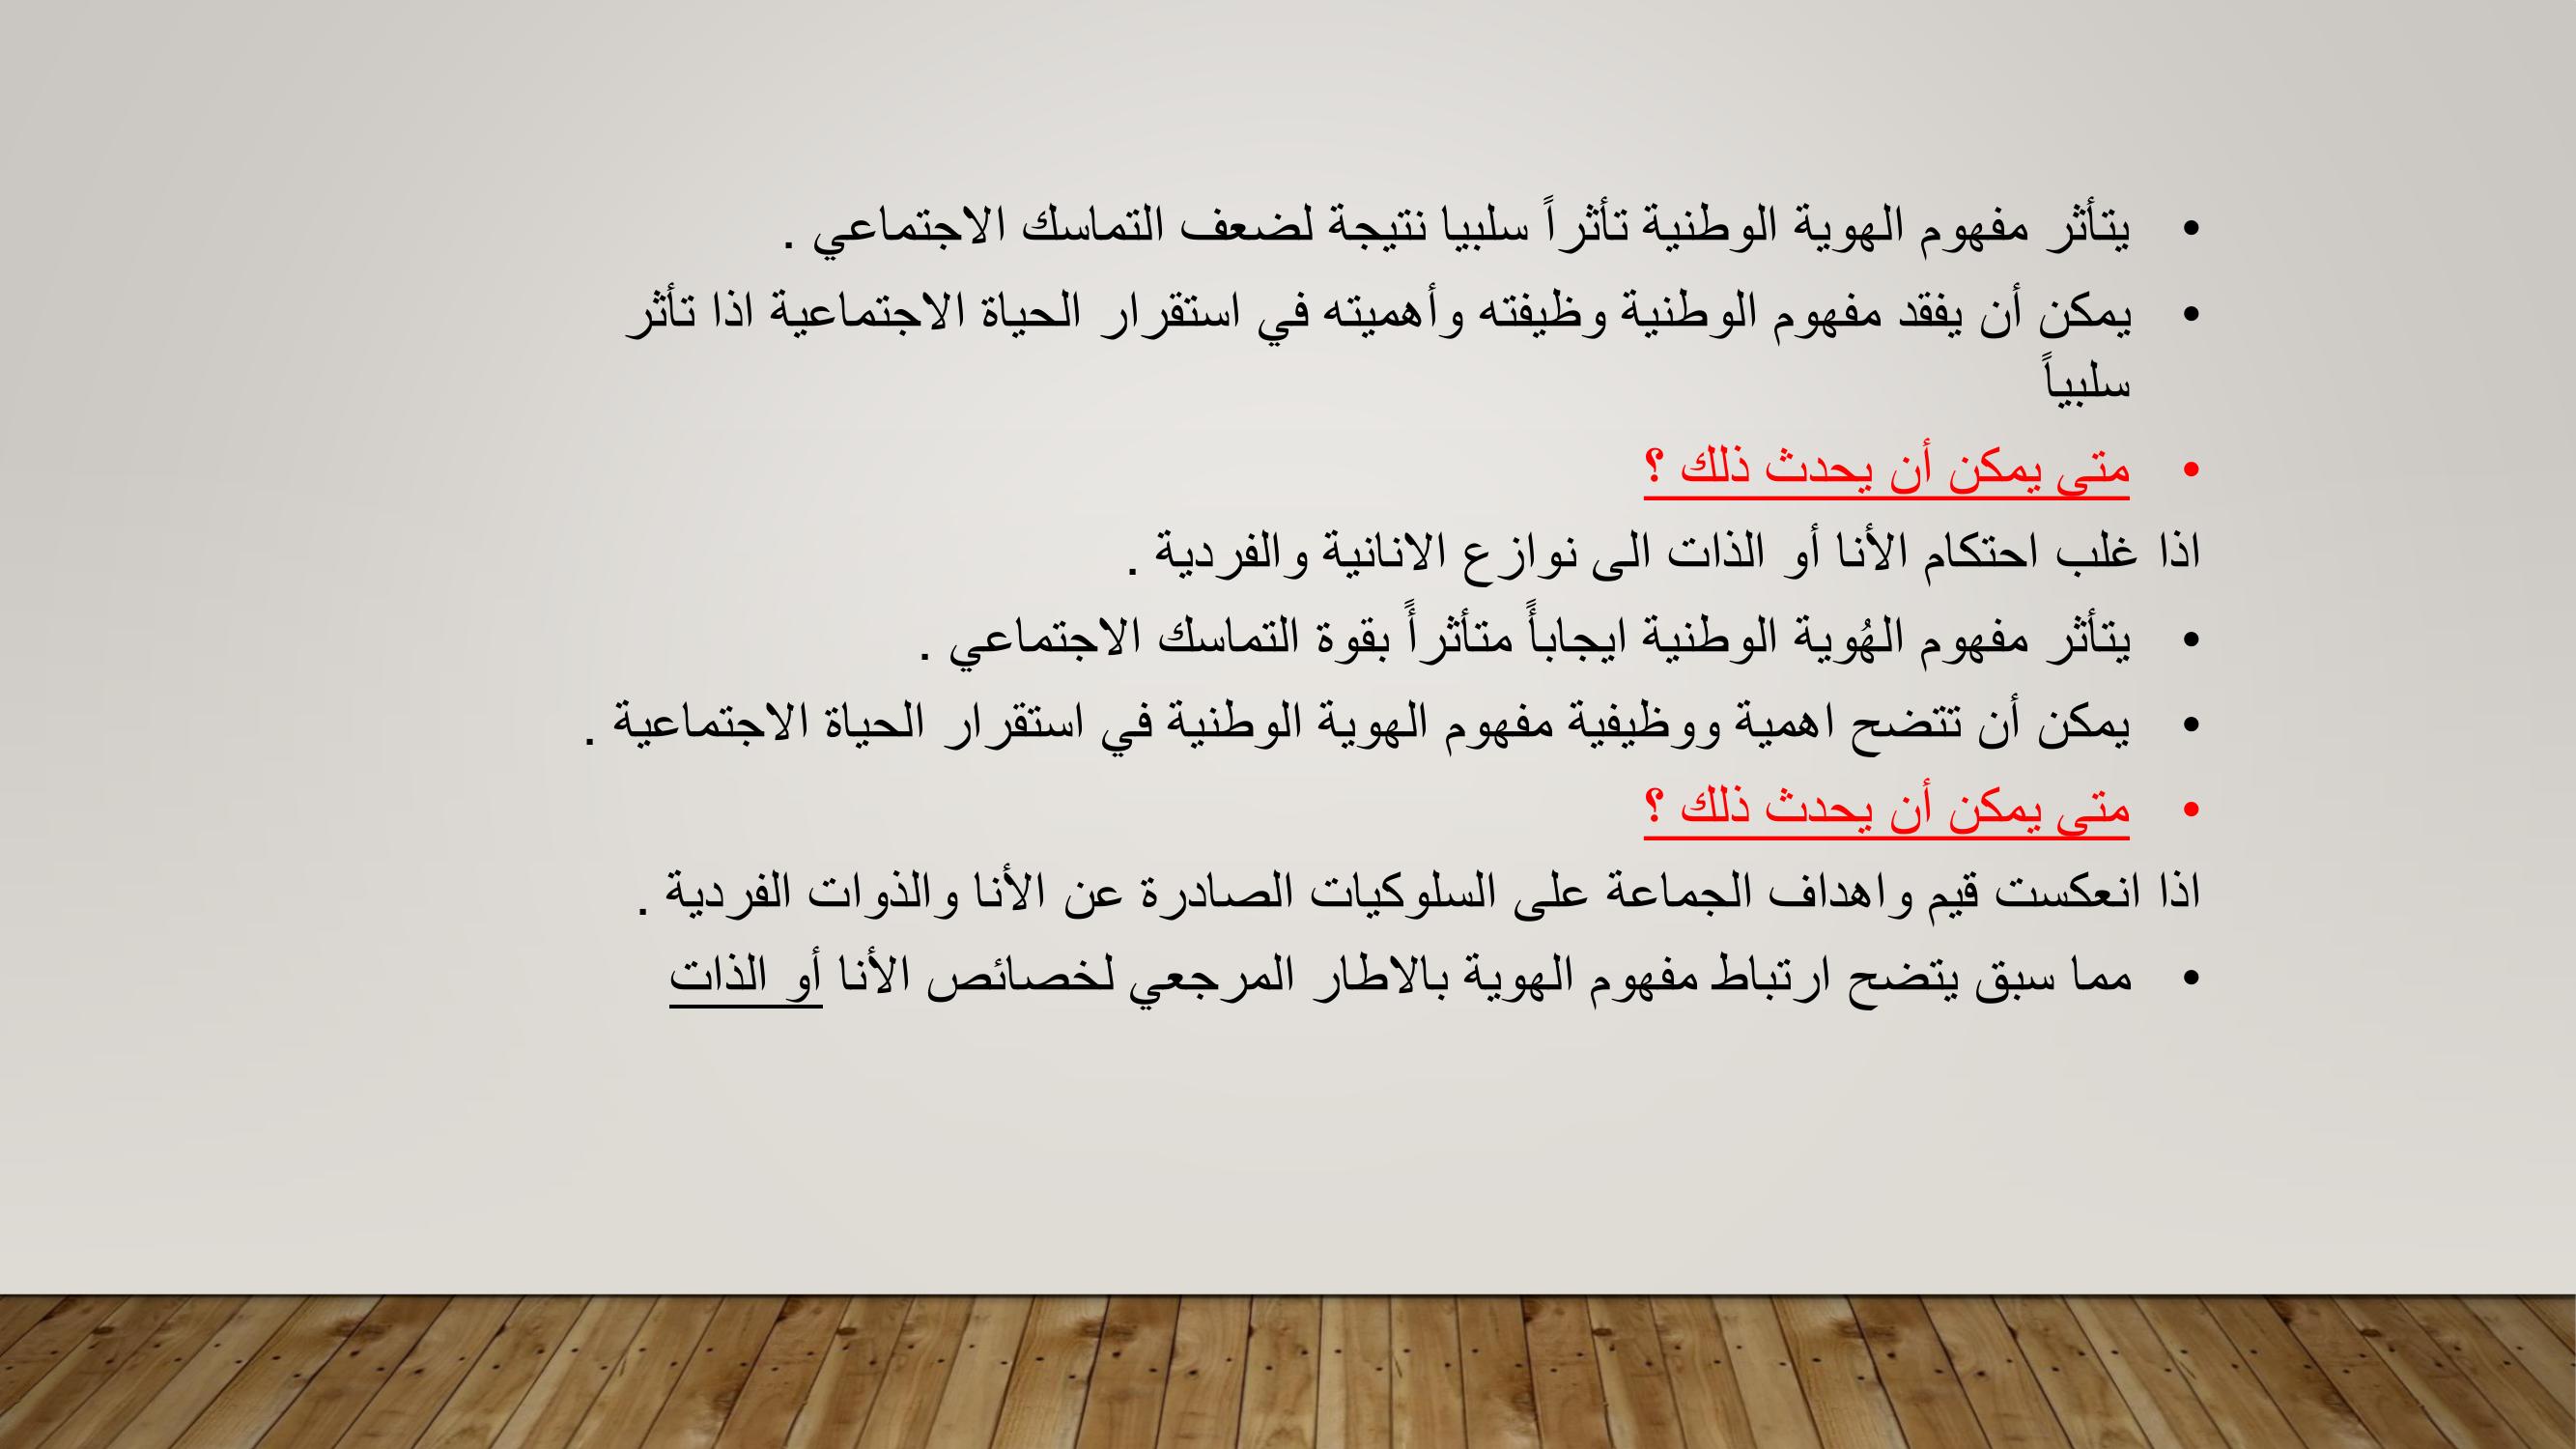 • يتأثر مفهوم الهوية الوطنية تأثراً سلبيا نتيجة لضعف التماسك الاجتماعي .
• يمكن أن يفقد مفهوم الوطنية وظيفته وأهميته في استقرار الحياة الاجتماعية اذا تأثر
سلبياً
• متى يمكن أن يحدث ذلك ؟
اذا غلب احتكام الأنا أو الذات الى نوازع الانانية والفردية .
• يتأثر مفهوم الهُوية الوطنية ايجابأً متأثرأً بقوة التماسك الاجتماعي .
• يمكن أن تتضح اهمية ووظيفية مفهوم الهوية الوطنية في استقرار الحياة الاجتماعية .
• متى يمكن أن يحدث ذلك ؟
اذا انعكست قيم واهداف الجماعة على السلوكيات الصادرة عن الأنا والذوات الفردية .
• مما سبق يتضح ارتباط مفهوم الهوية بالاطار المرجعي لخصائص الأنا أو الذات